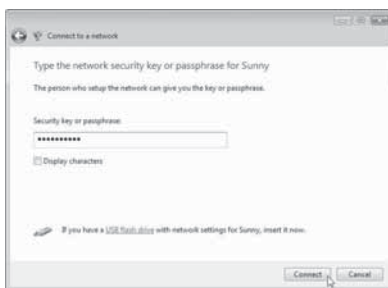 Connect to a network
Type the network security key or passphrase for Sunny
The person who setup the network can give you the key or passphrase.
Security key or passphrase:
••••••••••
Display characters
If you have a USB flash drive with network settings for Sunny, insert it now.
Connect
Cancel